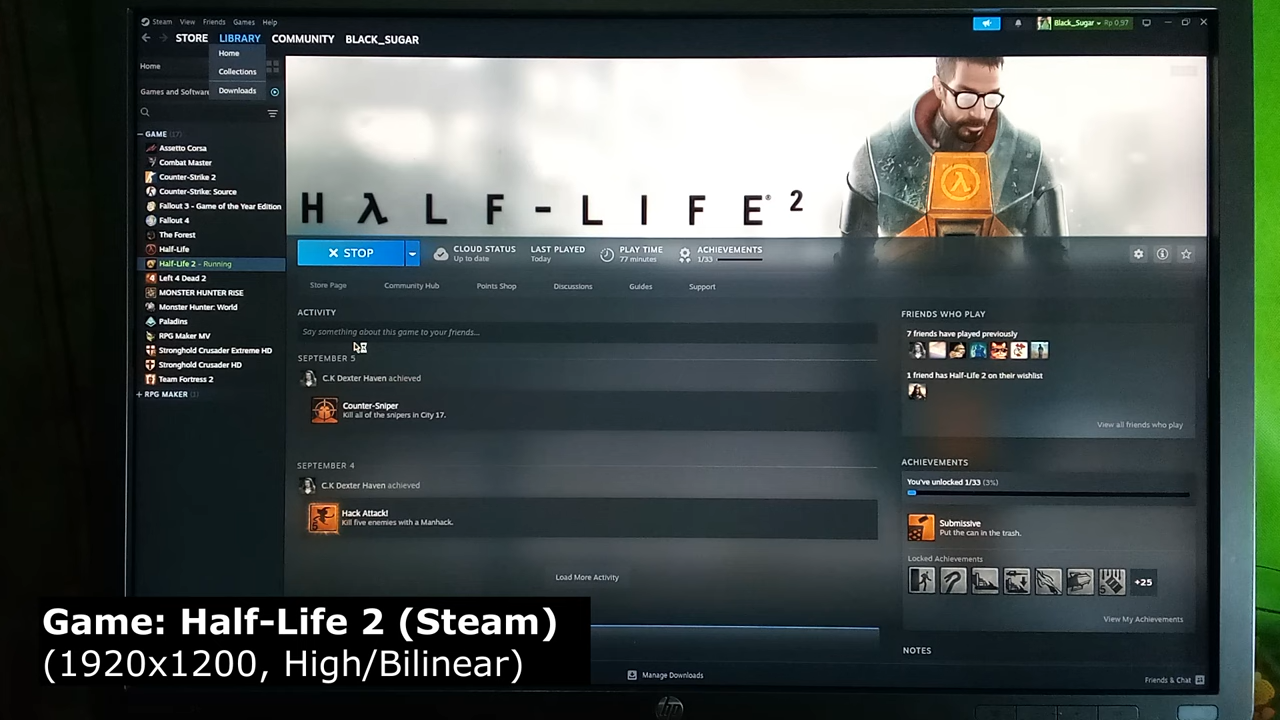 Steam View Friends Games Help
Black_Sugar Rp 0,97
STORE LIBRARY COMMUNITY BLACK_SUGAR
Home
Collections
Downloads
Home
Games and Software
GAME (17)
Assetto Corsa
Combat Master
Counter-Strike 2
Counter-Strike: Source
Fallout 3 - Game of the Year Edition
Fallout 4
The Forest
Half-Life
Half-Life 2 - Running
Left 4 Dead 2
MONSTER HUNTER RISE
Monster Hunter: World
Paladins
RPG Maker MV
Stronghold Crusader Extreme HD
Stronghold Crusader HD
Team Fortress 2
RPG MAKER (1)
HλLF-LIFE® 2
STOP
CLOUD STATUS
Up to date
LAST PLAYED
Today
PLAY TIME
77 minutes
ACHIEVEMENTS
1/33
Store Page Community Hub Points Shop Discussions Guides Support
ACTIVITY
Say something about this game to your friends...
SEPTEMBER 5
C.K Dexter Haven achieved
Counter-Sniper
Kill all of the snipers in City 17.
SEPTEMBER 4
C.K Dexter Haven achieved
Hack Attack!
Kill five enemies with a Manhack.
Load More Activity
FRIENDS WHO PLAY
7 friends have played previously
1 friend has Half-Life 2 on their wishlist
View all friends who play
ACHIEVEMENTS
You've unlocked 1/33 (3%)
Submissive
Put the can in the trash.
Locked Achievements
+25
View My Achievements
NOTES
Manage Downloads
Friends & Chat
Game: Half-Life 2 (Steam)
(1920x1200, High/Bilinear)
hp